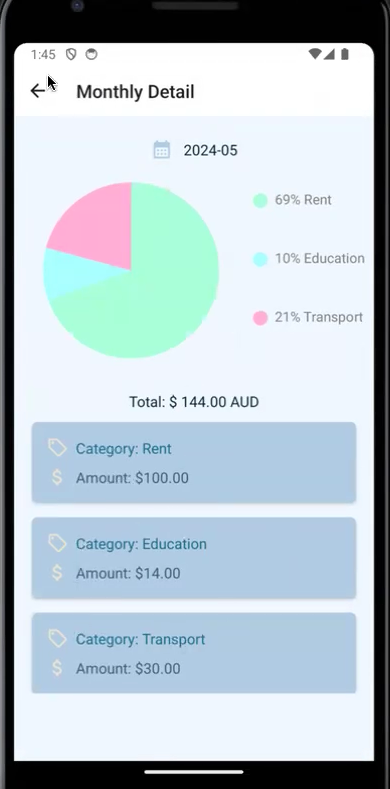 1:45
Monthly Detail
2024-05
69% Rent
10% Education
21% Transport
Total: $ 144.00 AUD
Category: Rent
$ Amount: $100.00
Category: Education
$ Amount: $14.00
Category: Transport
$ Amount: $30.00